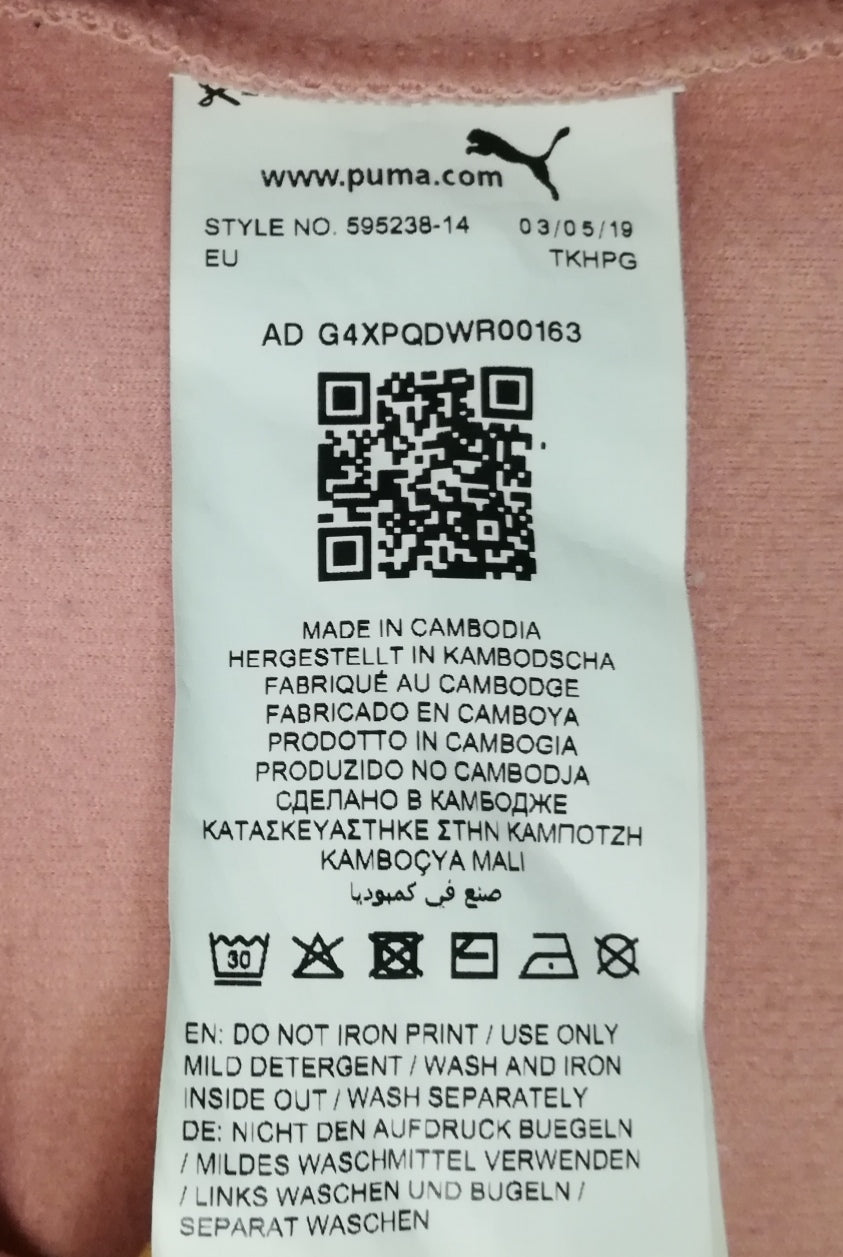 www.puma.com
STYLE NO. 595238-14 03/05/19
EU TKHPG
AD G4XPQDWR00163
MADE IN CAMBODIA
HERGESTELLT IN KAMBODSCHA
FABRIQUÉ AU CAMBODGE
FABRICADO EN CAMBOYA
PRODOTTO IN CAMBOGIA
PRODUZIDO NO CAMBODJA
СДЕЛАНО В КАМБОДЖЕ
ΚΑΤΑΣΚΕΥΑΣΤΗΚΕ ΣΤΗΝ ΚΑΜΠΟΤΖΗ
KAMBOÇYA MALI
صنع في كمبوديا
30
EN: DO NOT IRON PRINT / USE ONLY
MILD DETERGENT / WASH AND IRON
INSIDE OUT / WASH SEPARATELY
DE: NICHT DEN AUFDRUCK BUEGELN
/ MILDES WASCHMITTEL VERWENDEN
/ LINKS WASCHEN UND BUGELN /
SEPARAT WASCHEN